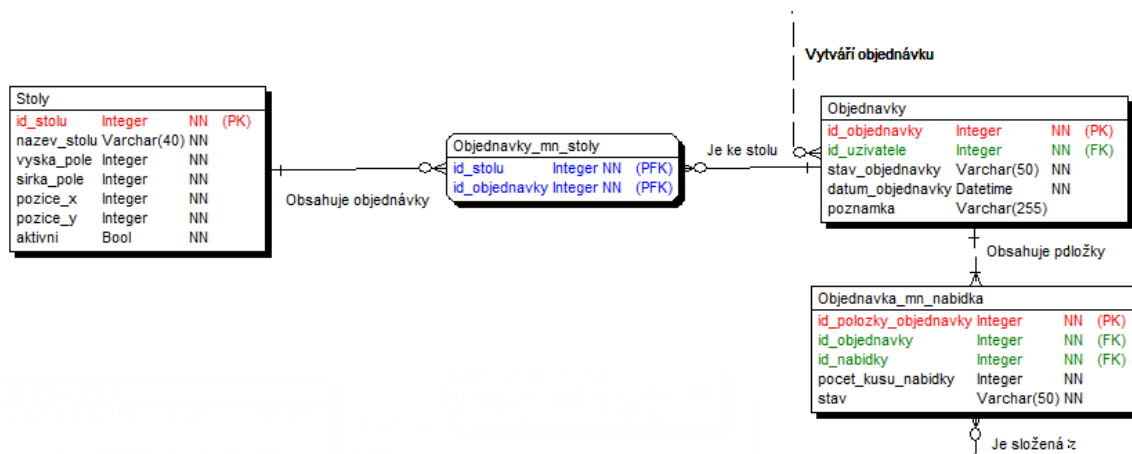 Vytváří objednávku
Stoly
id_stolu Integer NN (PK)
nazev_stolu Varchar(40) NN
vyska_pole Integer NN
sirka_pole Integer NN
pozice_x Integer NN
pozice_y Integer NN
aktivni Bool NN
Obsahuje objednávky
Objednavky_mn_stoly
id_stolu Integer NN (PFK)
id_objednavky Integer NN (PFK)
Je ke stolu
Objednavky
id_objednavky Integer NN (PK)
id_uzivatele Integer NN (FK)
stav_objednavky Varchar(50) NN
datum_objednavky Datetime NN
poznamka Varchar(255)
Obsahuje pdložky
Objednavka_mn_nabidka
id_polozky_objednavky Integer NN (PK)
id_objednavky Integer NN (FK)
id_nabidky Integer NN (FK)
pocet_kusu_nabidky Integer NN
stav Varchar(50) NN
Je složená z